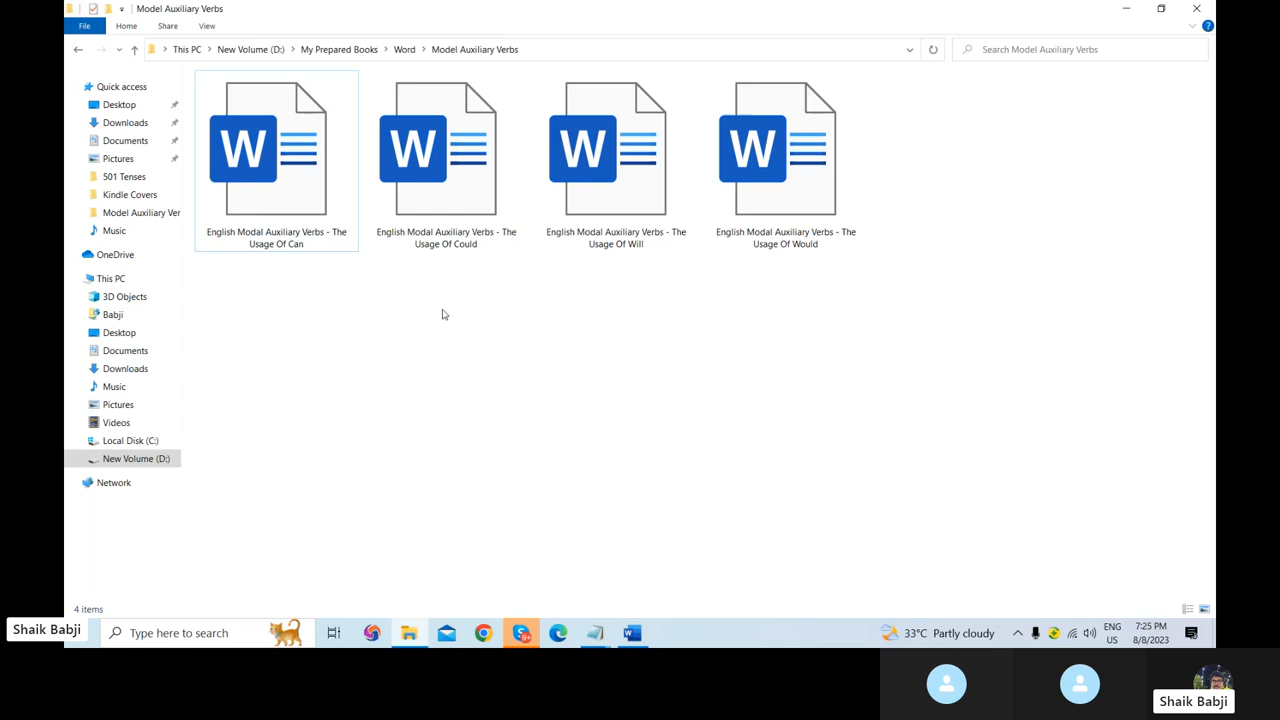 Model Auxiliary Verbs
File Home Share View
This PC New Volume (D:) My Prepared Books Word Model Auxiliary Verbs
Search Model Auxiliary Verbs
Quick access
Desktop
Downloads
Documents
Pictures
501 Tenses
Kindle Covers
Model Auxiliary Ver
Music
OneDrive
This PC
3D Objects
Babji
Desktop
Documents
Downloads
Music
Pictures
Videos
Local Disk (C:)
New Volume (D:)
Network
W W W W
English Modal Auxiliary Verbs - The
Usage Of Can
English Modal Auxiliary Verbs - The
Usage Of Could
English Modal Auxiliary Verbs - The
Usage Of Will
English Modal Auxiliary Verbs - The
Usage Of Would
4 items
Shaik Babji
Type here to search
33°C Partly cloudy
ENG
US
7:25 PM
8/8/2023
Shaik Babji